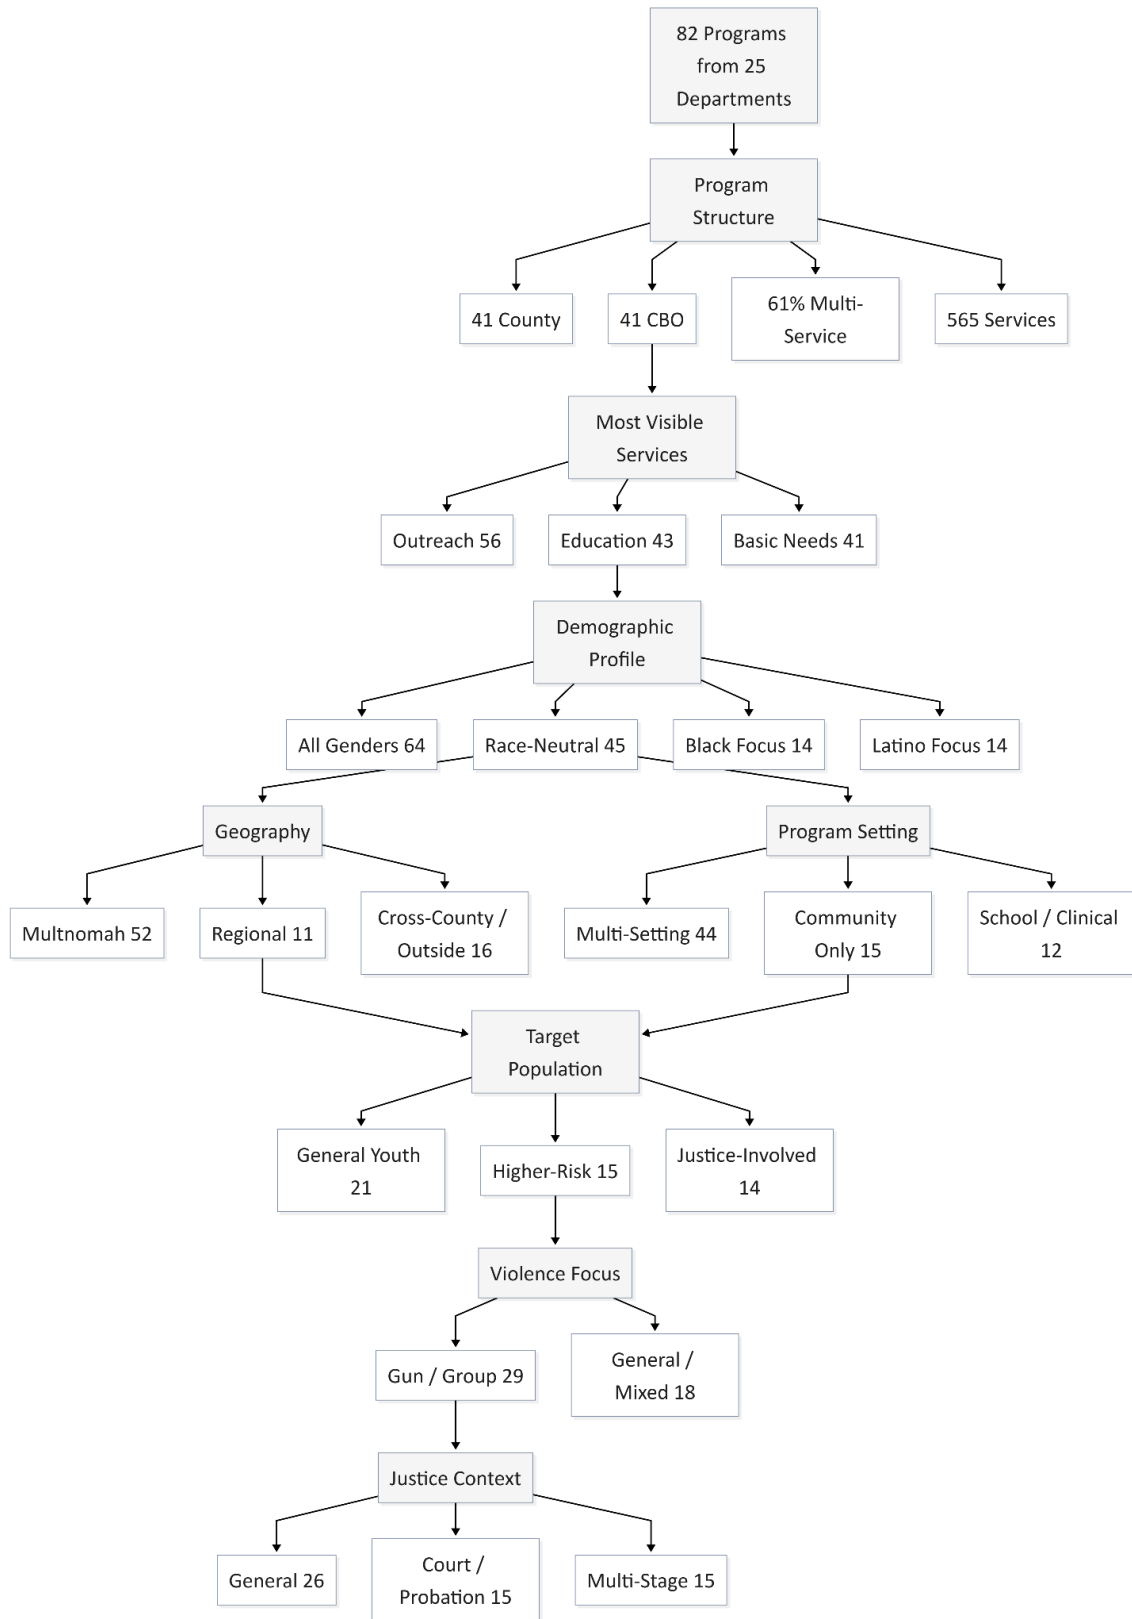 82 Programs
from 25
Departments
Program
Structure
41 County
41 CBO
61% Multi-
Service
565 Services
Most Visible
Services
Outreach 56
Education 43
Basic Needs 41
Demographic
Profile
All Genders 64
Race-Neutral 45
Black Focus 14
Latino Focus 14
Geography
Program Setting
Multnomah 52
Regional 11
Cross-County /
Outside 16
Multi-Setting 44
Community
Only 15
School / Clinical
12
Target
Population
General Youth
21
Higher-Risk 15
Justice-Involved
14
Violence Focus
Gun / Group 29
General /
Mixed 18
Justice Context
General 26
Court /
Probation 15
Multi-Stage 15